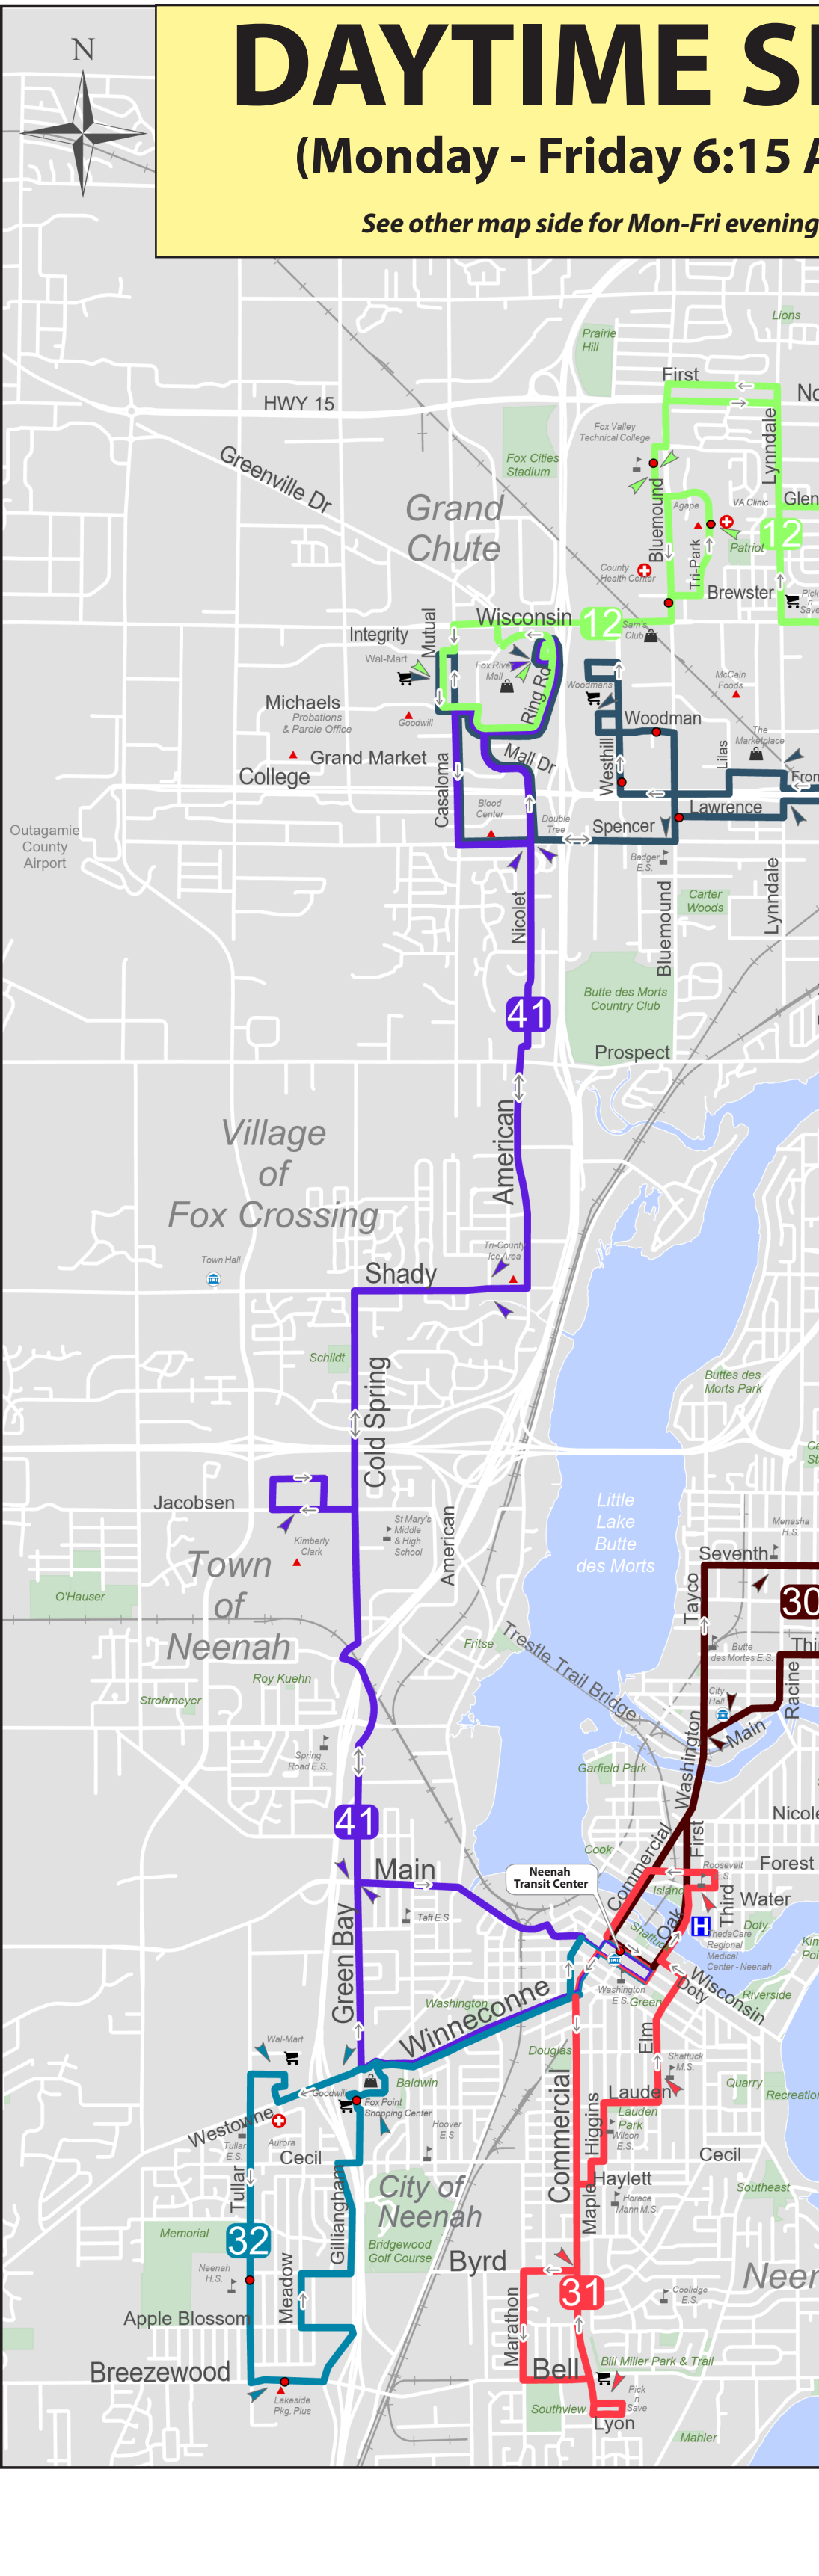 N
DAYTIME
(Monday - Friday 6:15
See other map side for Mon-Fri evening
Lions
Prairie
Hill
First
HWY 15
Fox Valley
Technical College
Lynndale
Greenville Dr
Fox Cities
Stadium
Grand
Chute
Bluemound
Agape
VA Clinic
Glen
12
Patriot
Tri-Park
County
Health Center
Brewster
Pick
n
Save
Mutual
Wisconsin
12
Sam's
Club
Integrity
Wal-Mart
Fox River
Mall
Ring Rd
Woodmans
McCain
Foods
Michaels
Probations
& Parole Office
Goodwill
Woodman
The
Marketplace
Grand Market
College
Casaloma
Mall Dr
Westhill
Lilas
Lawrence
Blood
Center
Double
Tree
Spencer
Outagamie
County
Airport
Badger
E.S.
Nicolet
Bluemound
Carter
Woods
Lynndale
41
Butte des Morts
Country Club
Prospect
American
Village
of
Fox Crossing
Town Hall
Tri-County
Ice Area
Shady
Schildt
Cold Spring
Buttes des
Morts Park
Jacobsen
Little
Lake
Butte
des Morts
Kimberly
Clark
St Mary's
Middle
& High
School
American
Menasha
H.S.
Seventh
Town
of
Neenah
O'Hauser
Tayco
30
Butte
des Mortes E.S.
Fritse
Trestle Trail Bridge
Roy Kuehn
Strohmeyer
City
Hall
Racine
Main
Washington
Spring
Road E.S.
Garfield Park
41
Nicole
First
Commercial
Cook
Main
Neenah
Transit Center
Roosevelt
E.S.
Forest
Island
Third
Water
Taft E S
Oak
Doty
H
ThedaCare
Regional
Medical
Center - Neenah
Green Bay
Washington
E.S.
Green
Doty
Wisconsin
Riverside
Winneconne
Washington
Elm
Wal-Mart
Douglas
Shattuck
M.S.
Goodwill
Baldwin
Fox Point
Shopping Center
Quarry
Lauden
Lauden
Park
Westowne
Aurora
Tullar
E.S.
Cecil
Hoover
E.S
Commercial
Higgins
Wilson
E.S.
Cecil
Tullar
Gillingham
City of
Neenah
Haylett
Maple
Horace
Mann M.S.
Southeast
Memorial
32
Bridgewood
Golf Course
Byrd
Neenah
H.S.
Meadow
31
Coolidge
E.S.
Apple Blossom
Marathon
Breezewood
Bell
Bill Miller Park & Trail
Lakeside
Pkg. Plus
Pick
n
Save
Southview
Lyon
Mahler